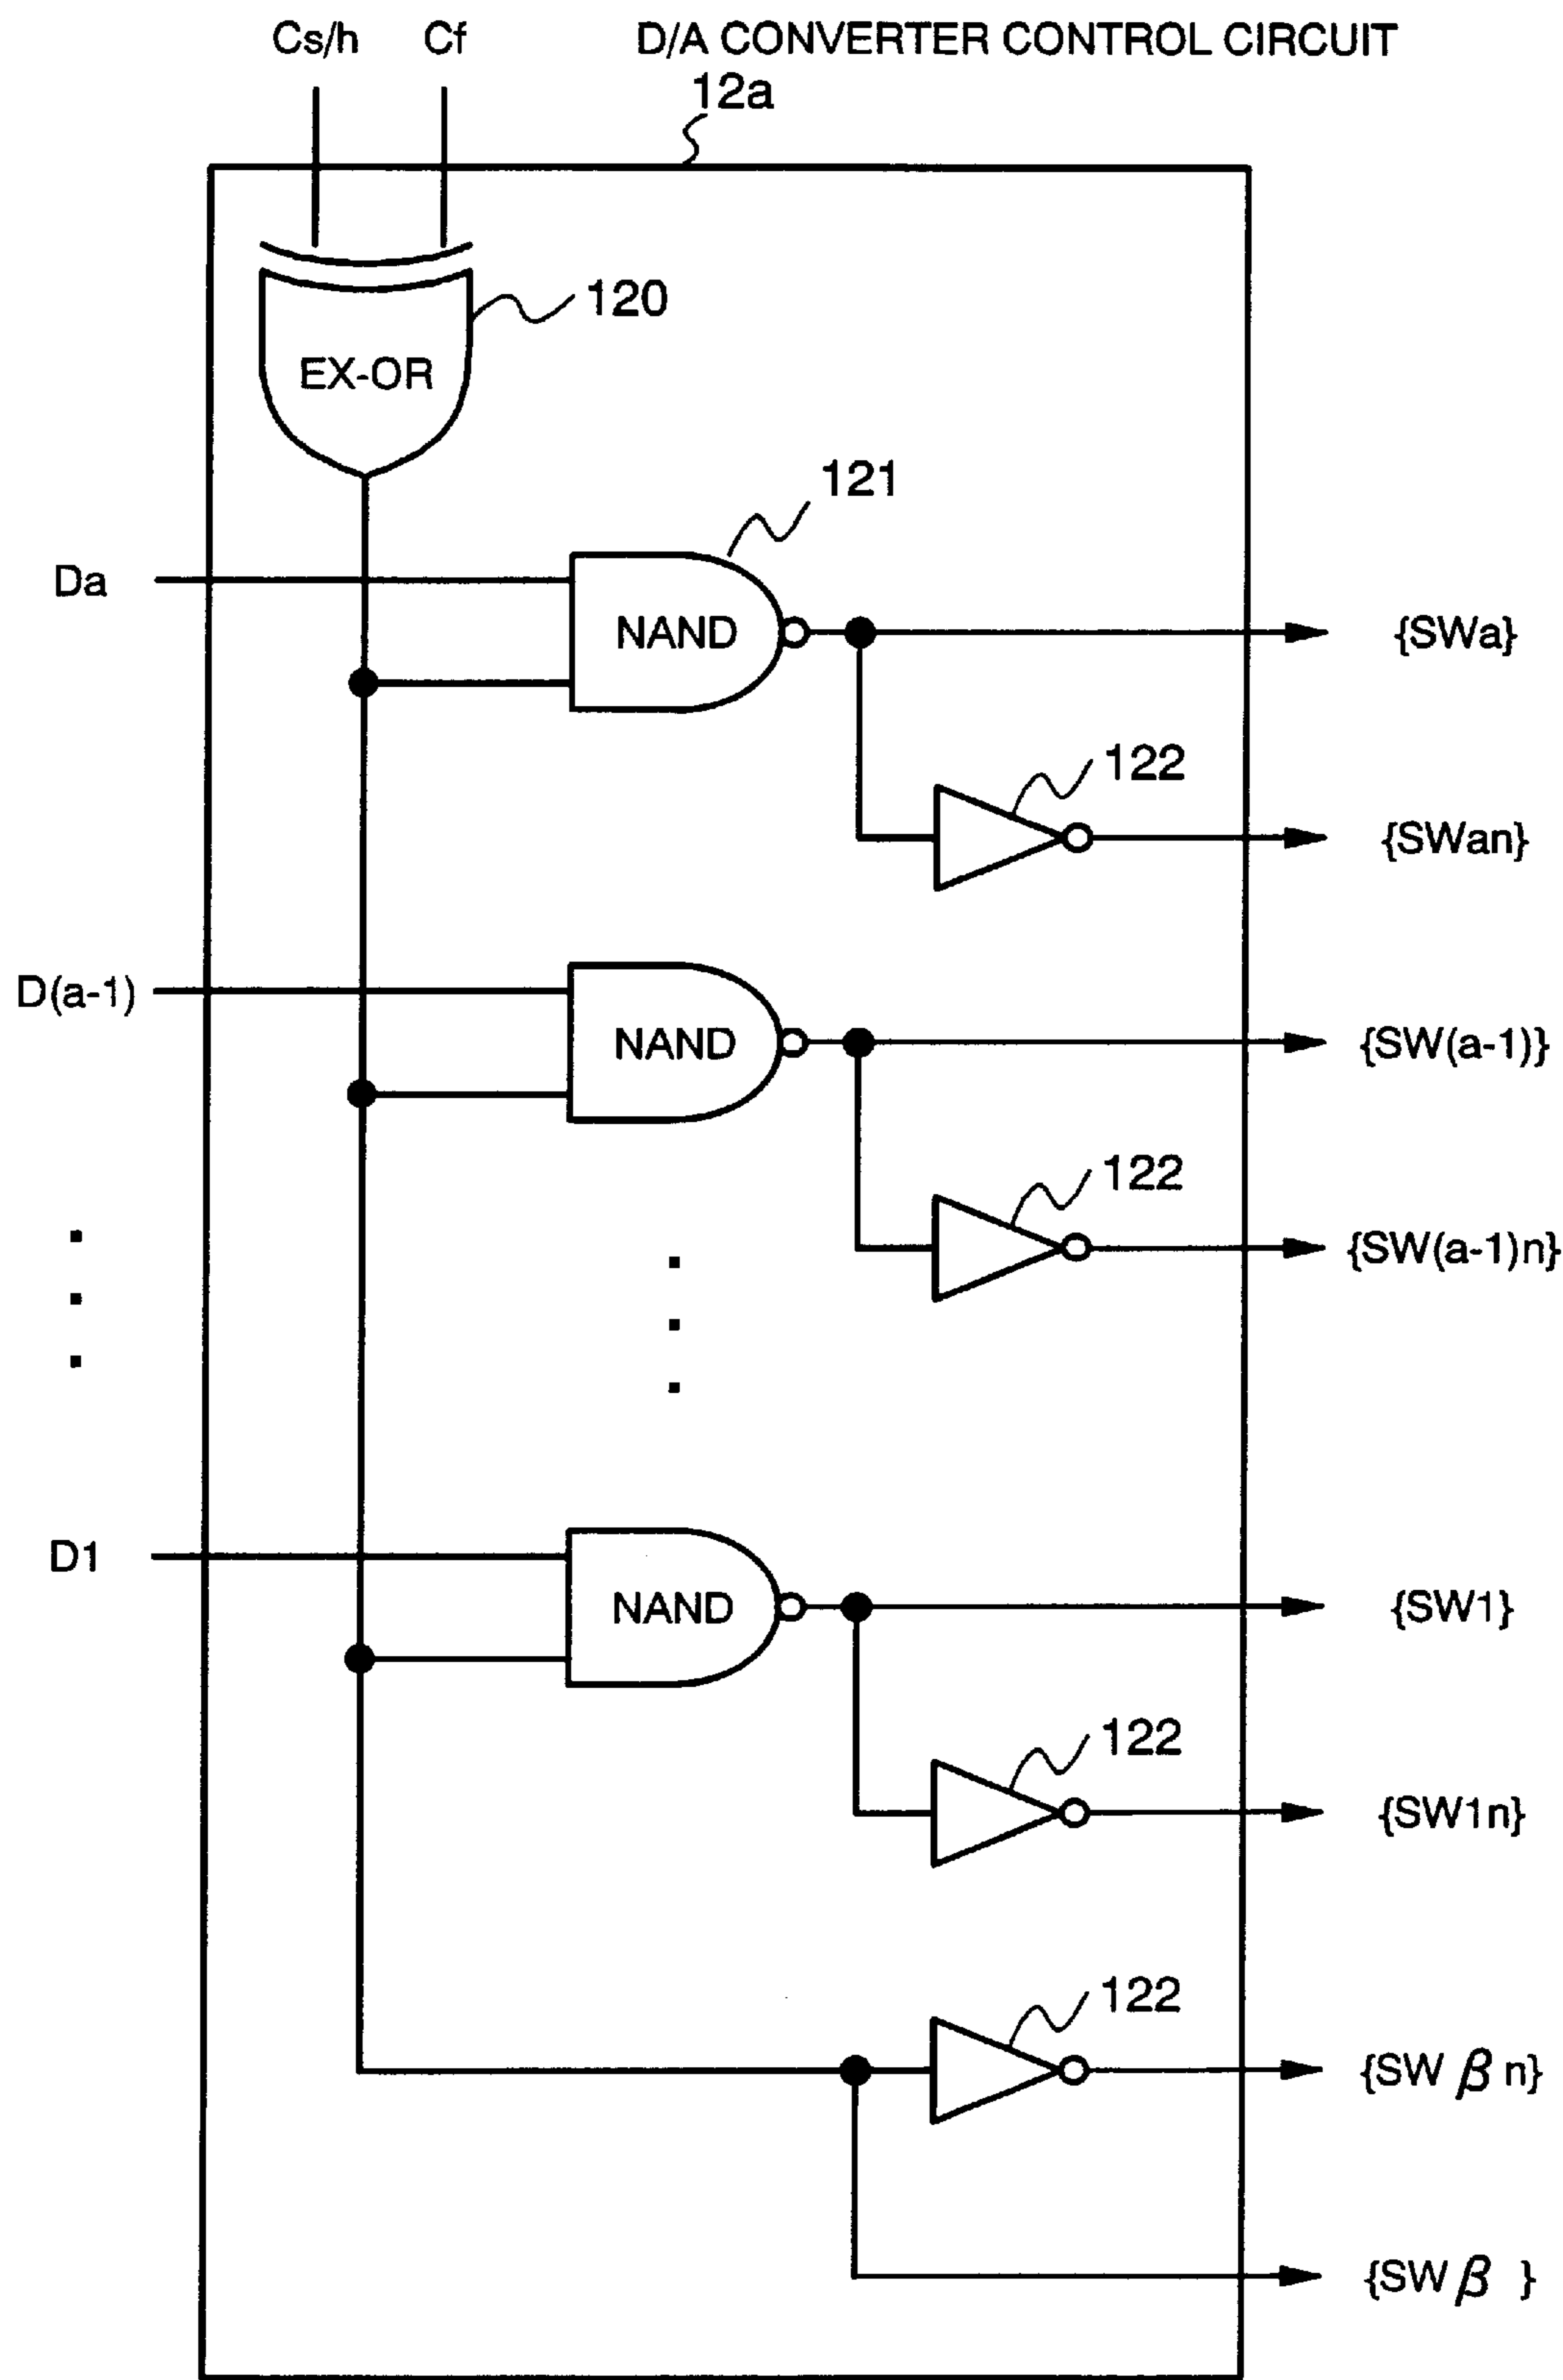 Cs/h Cf D/A CONVERTER CONTROL CIRCUIT
12a
120
EX-OR
121
Da
NAND
{SWa}
122
{SWan}
D(a-1)
NAND
{SW(a-1)}
122
{SW(a-1)n}
D1
NAND
{SW1}
122
{SW1n}
122
{SW β n}
{SW β }